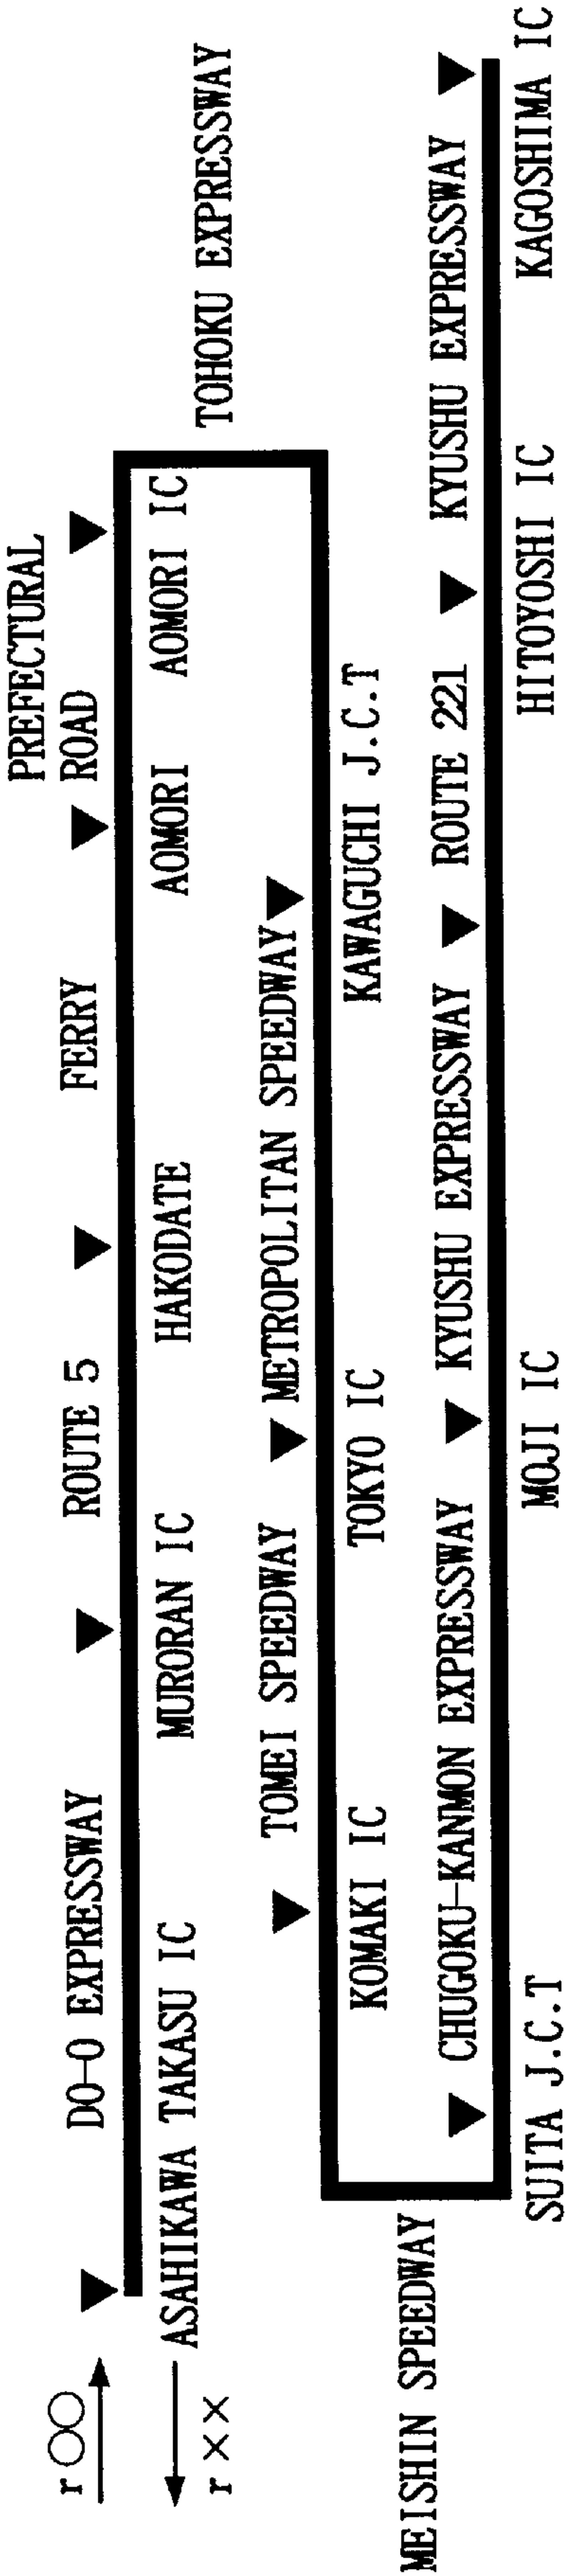 r ○○
DO-O EXPRESSWAY
ROUTE 5
FERRY
PREFECTURAL
ROAD
ASAHIKAWA TAKASU IC
MURORAN IC
HAKODATE
AOMORI
AOMORI IC
r ××
TOHOKU EXPRESSWAY
TOMEI SPEEDWAY
METROPOLITAN SPEEDWAY
KOMAKI IC
TOKYO IC
KAWAGUCHI J.C.T
MEISHIN SPEEDWAY
CHUGOKU-KANMON EXPRESSWAY
KYUSHU EXPRESSWAY
ROUTE 221
KYUSHU EXPRESSWAY
SUITA J.C.T
MOJI IC
HITOYOSHI IC
KAGOSHIMA IC